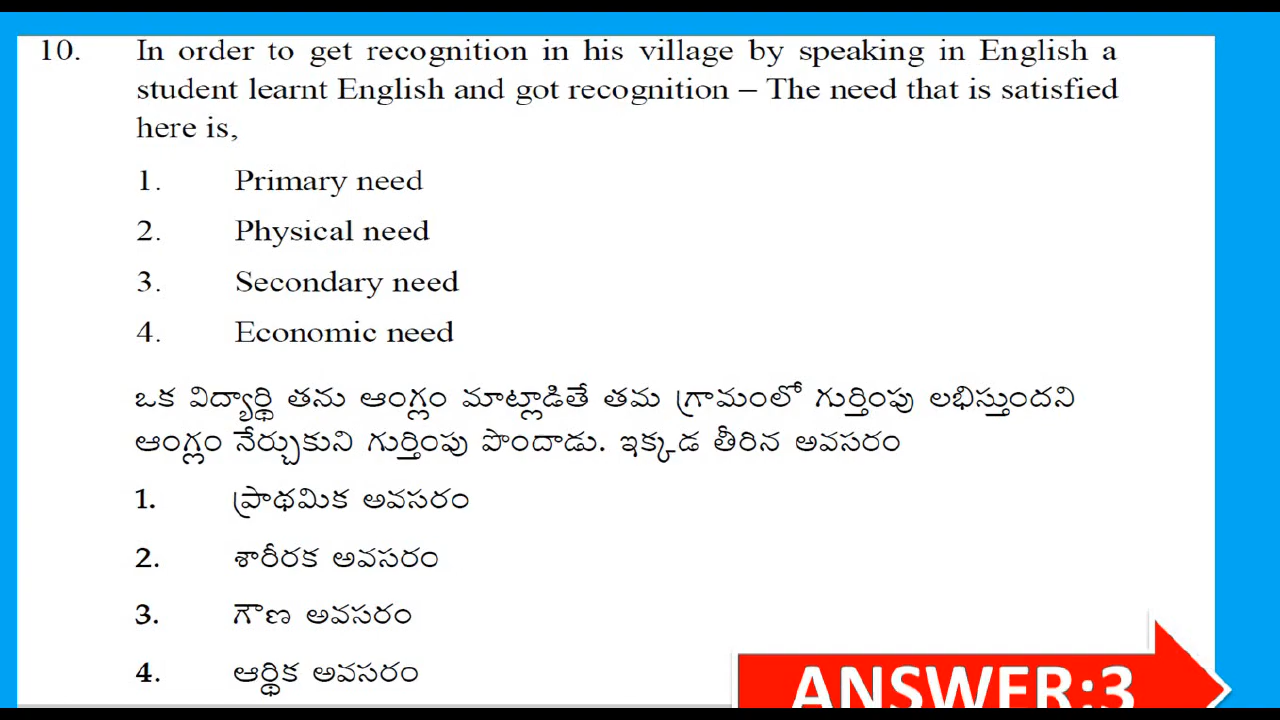 10. In order to get recognition in his village by speaking in English a
student learnt English and got recognition – The need that is satisfied
here is,
1. Primary need
2. Physical need
3. Secondary need
4. Economic need
ఒక విద్యార్థి తను ఆంగ్లం మాట్లాడితే తమ గ్రామంలో గుర్తింపు లభిస్తుందని
ఆంగ్లం నేర్చుకుని గుర్తింపు పొందాడు. ఇక్కడ తీరిన అవసరం
1. ప్రాథమిక అవసరం
2. శారీరక అవసరం
3. గౌణ అవసరం
4. ఆర్థిక అవసరం
ANSWER:3